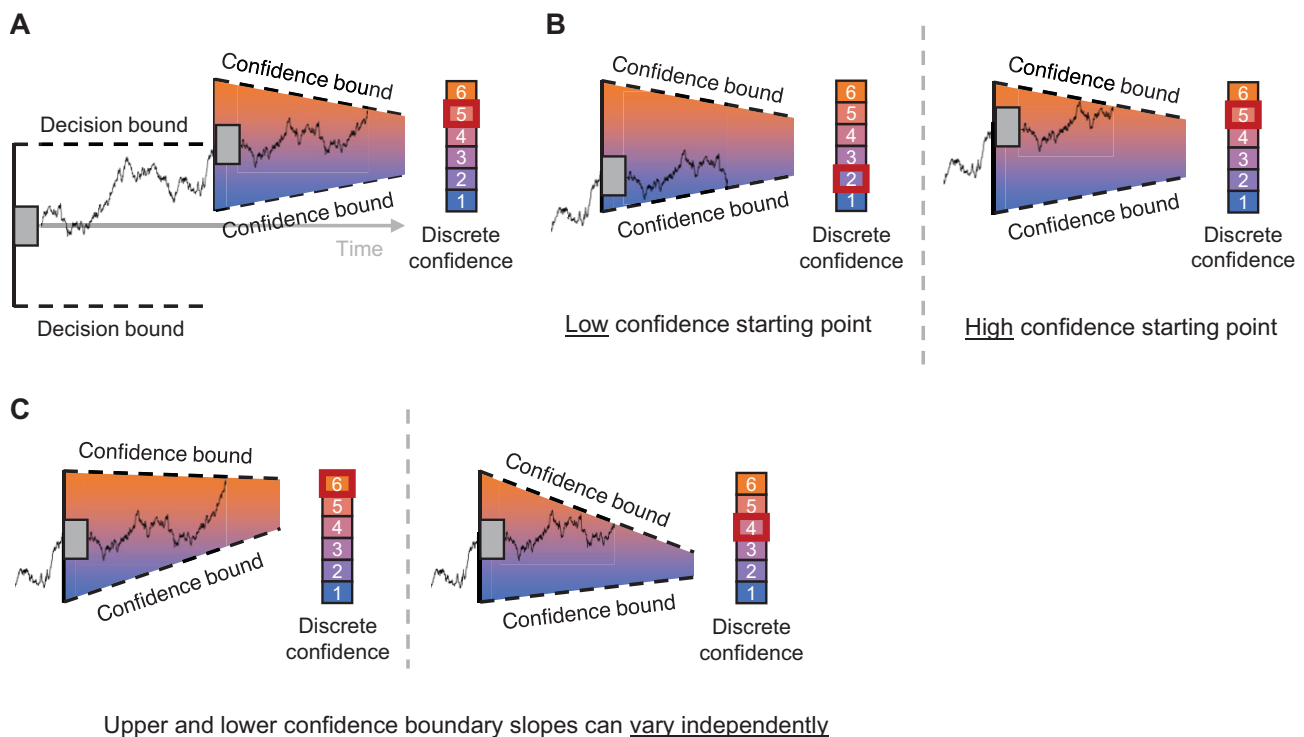 A
Confidence bound
Decision bound
Confidence bound
Time
Decision bound
6
5
4
3
2
1
Discrete
confidence
B
Confidence bound
Confidence bound
6
5
4
3
2
1
Discrete
confidence
Low confidence starting point
Confidence bound
Confidence bound
6
5
4
3
2
1
Discrete
confidence
High confidence starting point
C
Confidence bound
Confidence bound
6
5
4
3
2
1
Discrete
confidence
Confidence bound
Confidence bound
6
5
4
3
2
1
Discrete
confidence
Upper and lower confidence boundary slopes can vary independently